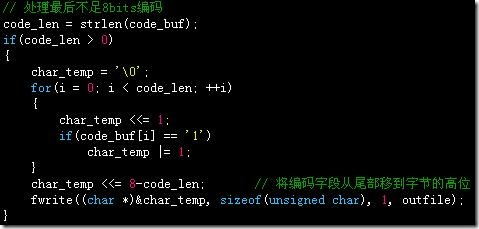 // 处理最后不足8bits编码
code_len = strlen(code_buf);
if(code_len > 0)
{
    char_temp = '\0';
    for(i = 0; i < code_len; ++i)
    {
        char_temp <<= 1;
        if(code_buf[i] == '1')
            char_temp |= 1;
    }
    char_temp <<= 8-code_len;       // 将编码字段从尾部移到字节的高位
    fwrite((char *)&char_temp, sizeof(unsigned char), 1, outfile);
}